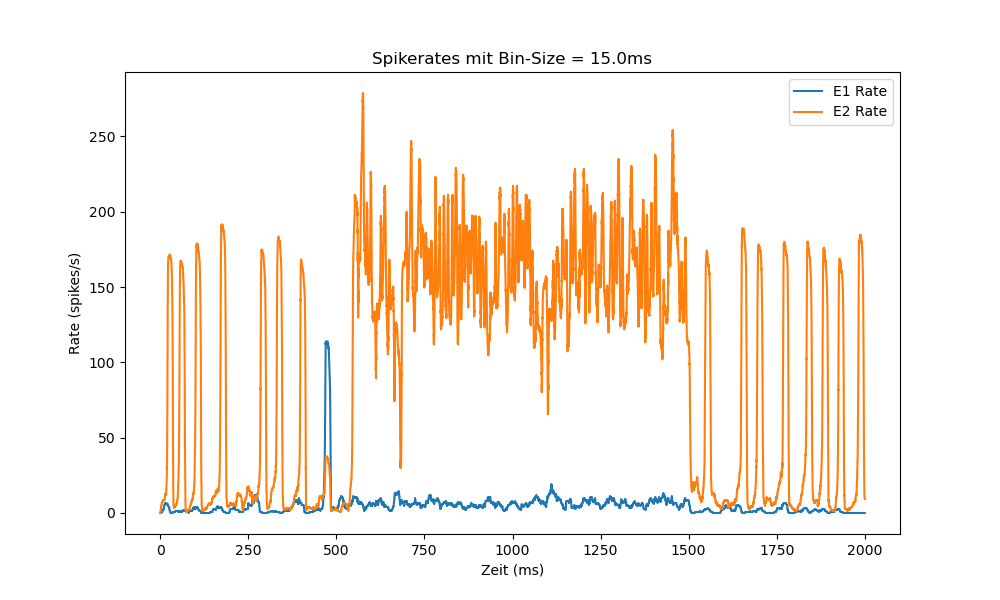 Spikerates mit Bin-Size = 15.0ms
E1 Rate
E2 Rate
Rate (spikes/s)
250
200
150
100
50
0
0 250 500 750 1000 1250 1500 1750 2000
Zeit (ms)